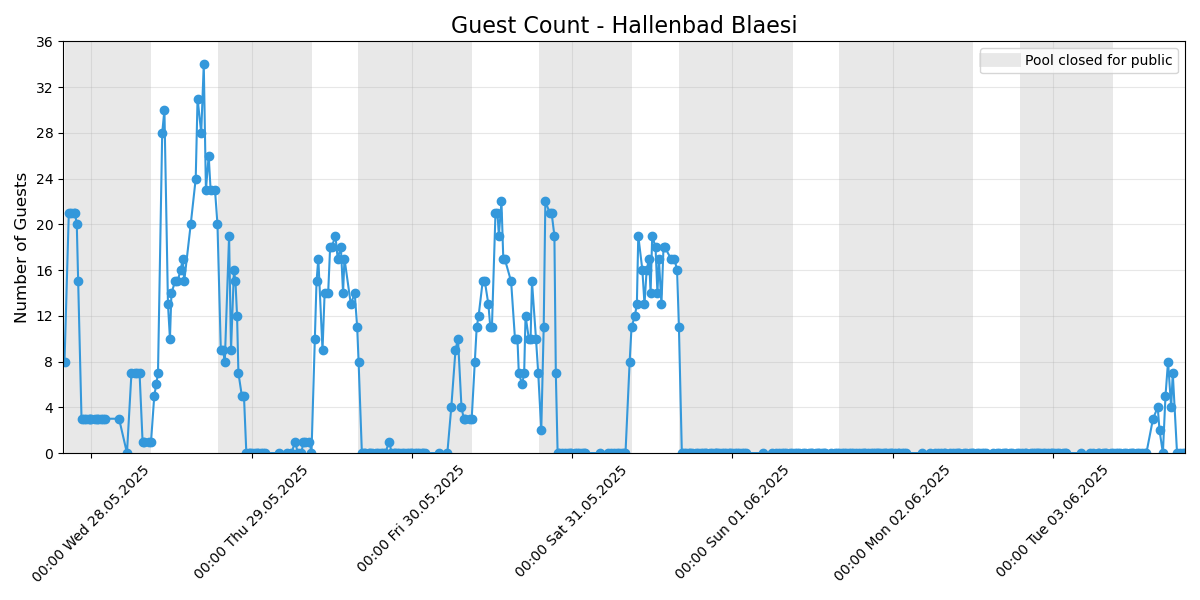 Guest Count - Hallenbad Blaesi
Pool closed for public
Number of Guests
36
32
28
24
20
16
12
8
4
0
00:00 Wed 28.05.2025
00:00 Thu 29.05.2025
00:00 Fri 30.05.2025
00:00 Sat 31.05.2025
00:00 Sun 01.06.2025
00:00 Mon 02.06.2025
00:00 Tue 03.06.2025